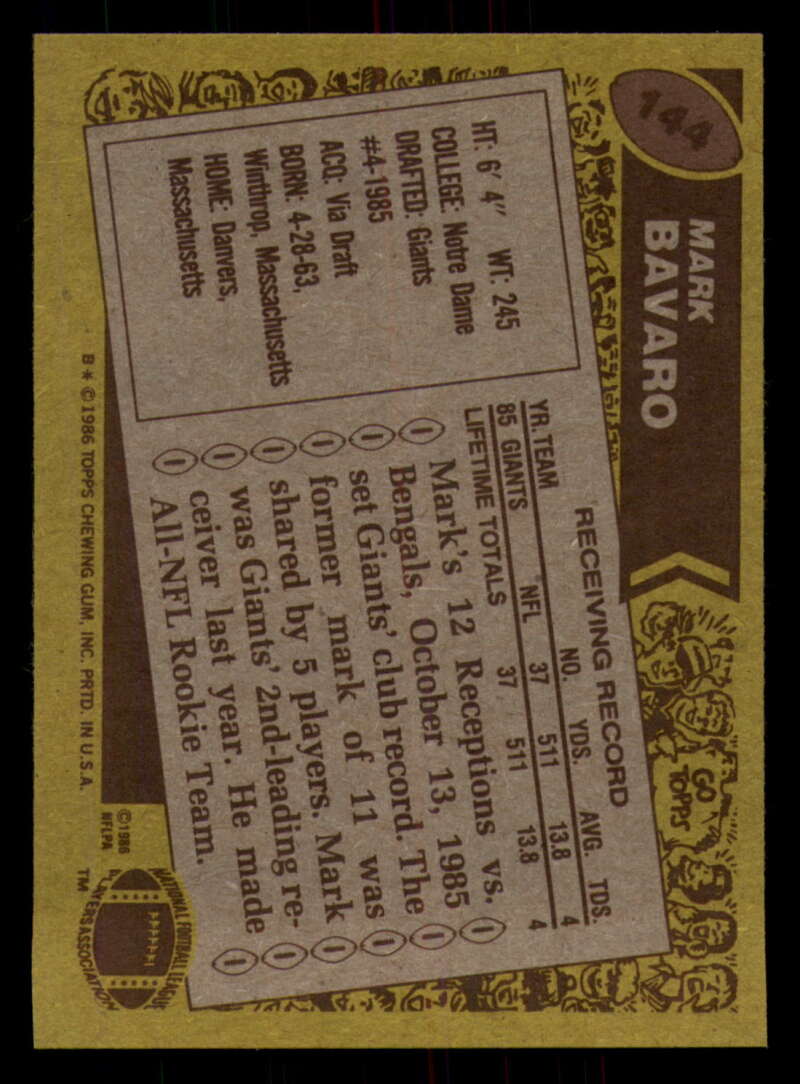 144
MARK
BAVARO
HT: 6' 4" WT: 245
COLLEGE: Notre Dame
DRAFTED: Giants
#4-1985
ACQ: Via Draft
BORN: 4-28-63,
Winthrop, Massachusetts
HOME: Danvers,
Massachusetts
RECEIVING RECORD
YR. TEAM NFL NO. YDS. AVG. TDS.
85 GIANTS 37 511 13.8 4
LIFETIME TOTALS 37 511 13.8 4
Mark's 12 Receptions vs.
Bengals, October 13, 1985
set Giants' club record. The
former mark of 11 was
shared by 5 players. Mark
was Giants' 2nd-leading re-
ceiver last year. He made
All-NFL Rookie Team.
GO
TOPPS
B * ©1986 TOPPS CHEWING GUM, INC. PRTD. IN U.S.A.
©1986
NFLPA
NATIONAL FOOTBALL LEAGUE
PLAYERS ASSOCIATION
TM